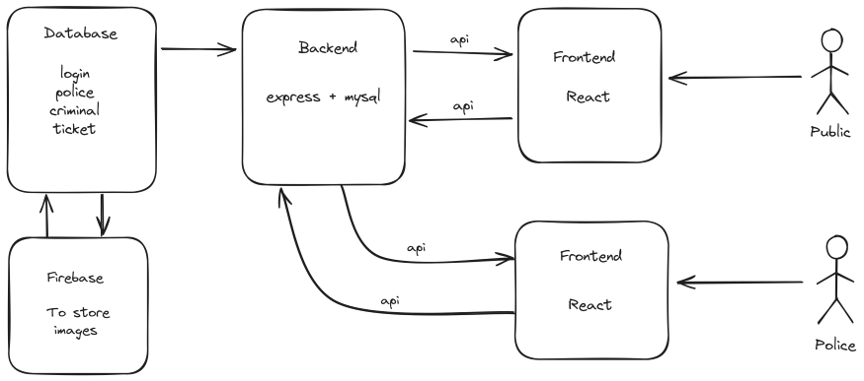 Database
login
police
criminal
ticket
Backend
express + mysql
api
api
Frontend
React
Public
Firebase
To store
images
api
api
Frontend
React
Police